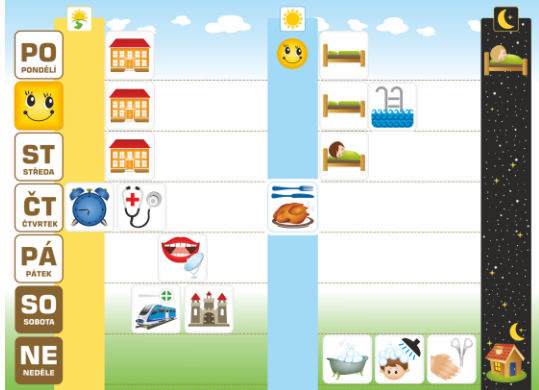 PO
PONDĚLÍ
ST
STŘEDA
ČT
ČTVRTEK
PÁ
PÁTEK
SO
SOBOTA
NE
NEDĚLE